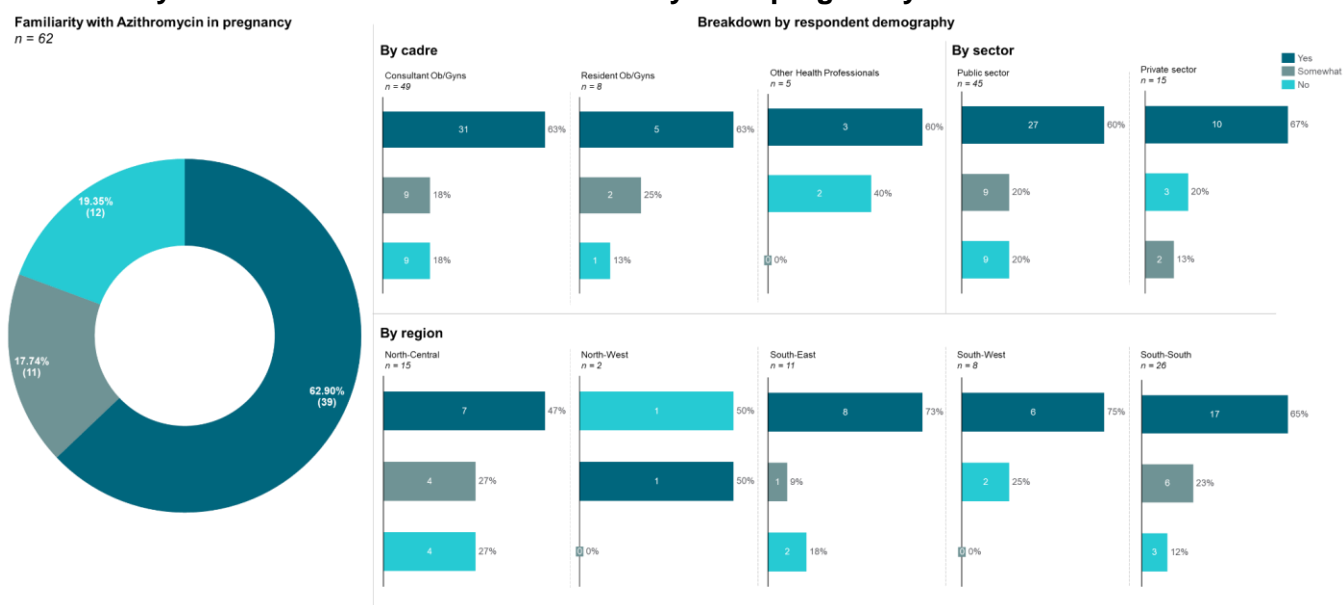 Familiarity with Azithromycin in pregnancy
n = 62
19.35%
(12)
17.74%
(11)
62.90%
(39)
Breakdown by respondent demography
By cadre
Consultant Ob/Gyns
n = 49
31
63%
9
18%
9
18%
Resident Ob/Gyns
n = 8
5
63%
2
25%
1
13%
Other Health Professionals
n = 5
3
60%
2
40%
0
0%
By sector
Public sector
n = 45
27
60%
9
20%
9
20%
Private sector
n = 15
10
67%
3
20%
2
13%
Yes
Somewhat
No
By region
North-Central
n = 15
7
47%
4
27%
4
27%
North-West
n = 2
1
50%
1
50%
0
0%
South-East
n = 11
8
73%
1
9%
2
18%
South-West
n = 8
6
75%
2
25%
0
0%
South-South
n = 26
17
65%
6
23%
3
12%